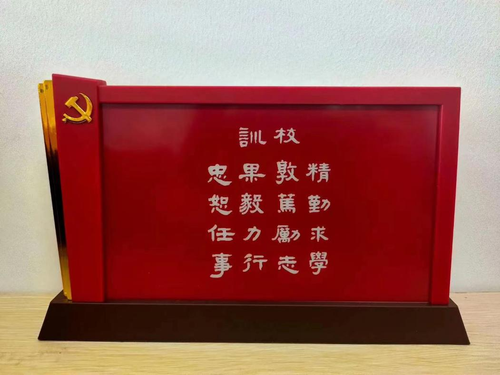 校訓
精勤求學
敦篤勵志
果毅力行
忠恕任事